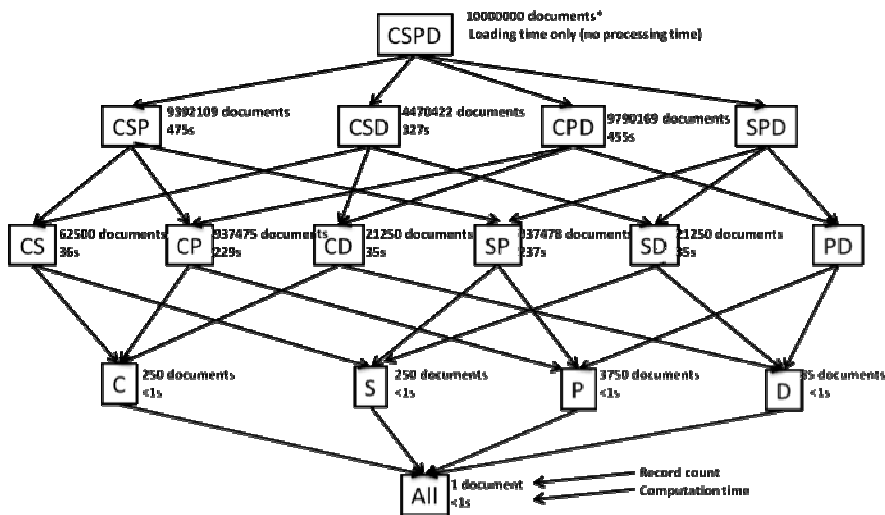 10000000 documents*
CSPD
Loading time only (no processing time)
CSP
9392109 documents
475s
CSD
4470422 documents
327s
CPD
9790169 documents
455s
SPD
CS
62500 documents
36s
CP
937475 documents
229s
CD
21250 documents
35s
SP
937478 documents
237s
SD
21250 documents
35s
PD
C
250 documents
<1s
S
250 documents
<1s
P
3750 documents
<1s
D
85 documents
<1s
All
1 document
<1s
Record count
Computation time